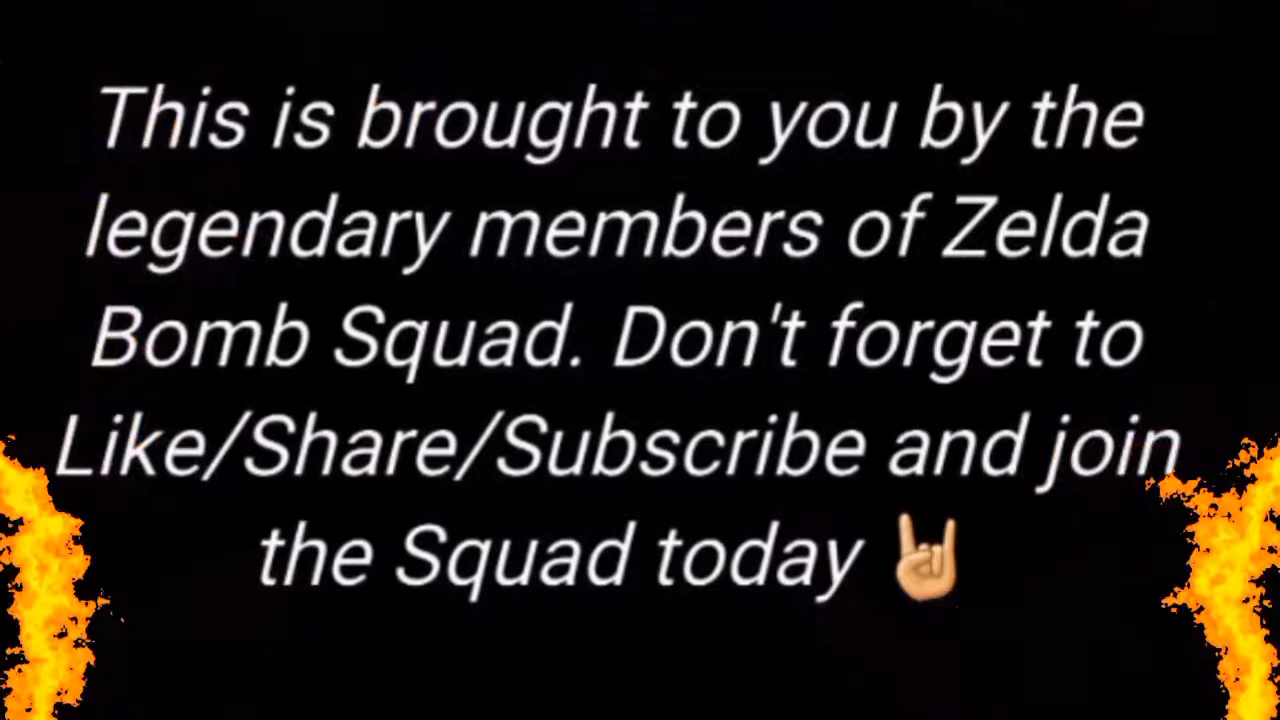 This is brought to you by the
legendary members of Zelda
Bomb Squad. Don't forget to
Like/Share/Subscribe and join
the Squad today 🤘🏼